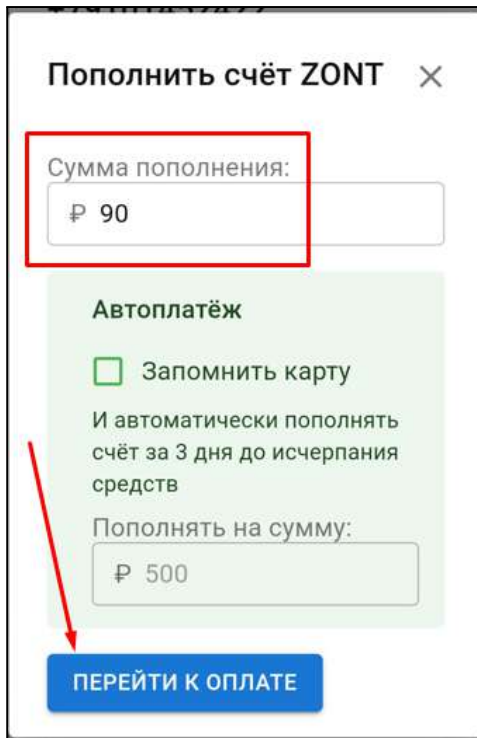 Пополнить счёт ZONT
Сумма пополнения:
₽ 90
Автоплатёж
Запомнить карту
И автоматически пополнять
счёт за 3 дня до исчерпания
средств
Пополнять на сумму:
₽ 500
ПЕРЕЙТИ К ОПЛАТЕ